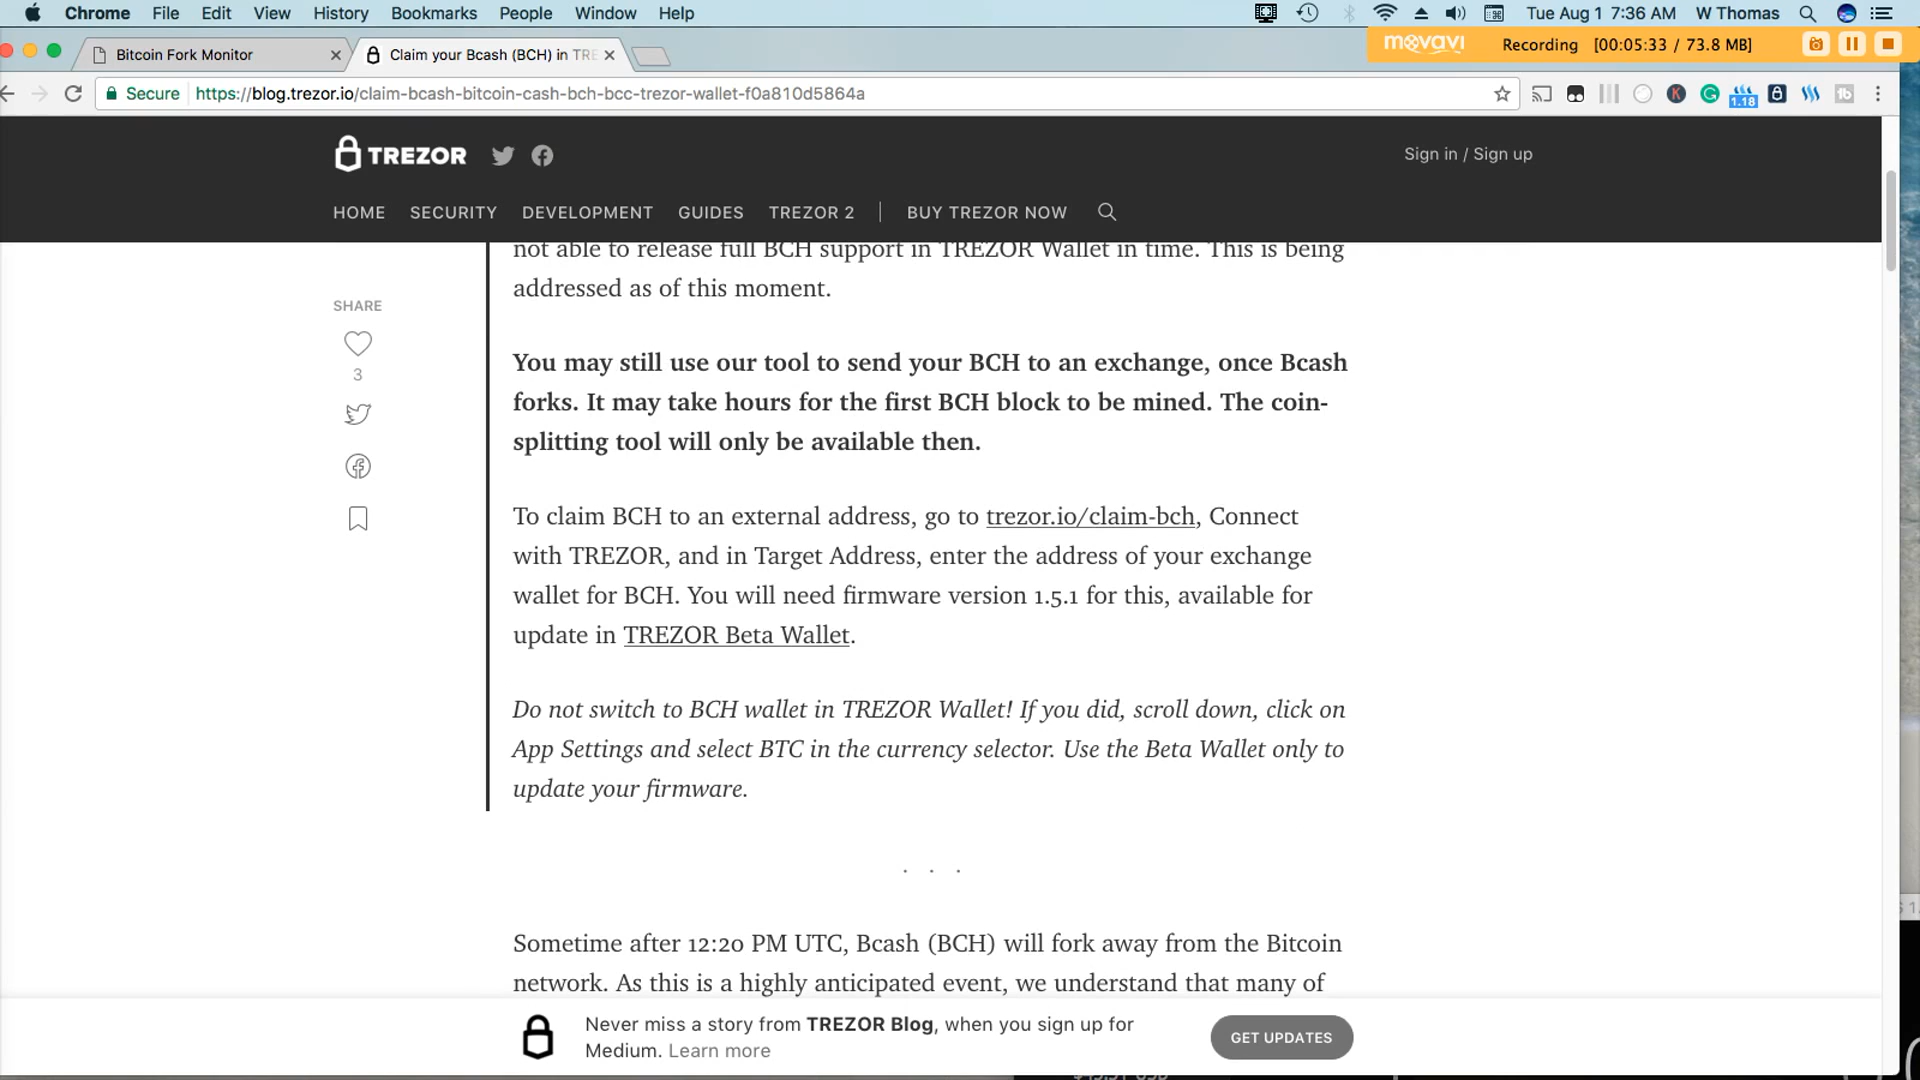 Chrome File Edit View History Bookmarks People Window Help Tue Aug 1 7:36 AM W Thomas
movavi Recording [00:05:33 / 73.8 MB]
Bitcoin Fork Monitor Claim your Bcash (BCH) in TRE
Secure https://blog.trezor.io/claim-bcash-bitcoin-cash-bch-bcc-trezor-wallet-f0a810d5864a
1.18
TREZOR Sign in / Sign up
HOME SECURITY DEVELOPMENT GUIDES TREZOR 2 BUY TREZOR NOW
not able to release full BCH support in TREZOR Wallet in time. This is being
addressed as of this moment.
SHARE
3
You may still use our tool to send your BCH to an exchange, once Bcash
forks. It may take hours for the first BCH block to be mined. The coin-
splitting tool will only be available then.
To claim BCH to an external address, go to trezor.io/claim-bch, Connect
with TREZOR, and in Target Address, enter the address of your exchange
wallet for BCH. You will need firmware version 1.5.1 for this, available for
update in TREZOR Beta Wallet.
Do not switch to BCH wallet in TREZOR Wallet! If you did, scroll down, click on
App Settings and select BTC in the currency selector. Use the Beta Wallet only to
update your firmware.
. . .
Sometime after 12:20 PM UTC, Bcash (BCH) will fork away from the Bitcoin
network. As this is a highly anticipated event, we understand that many of
Never miss a story from TREZOR Blog, when you sign up for
Medium. Learn more
GET UPDATES